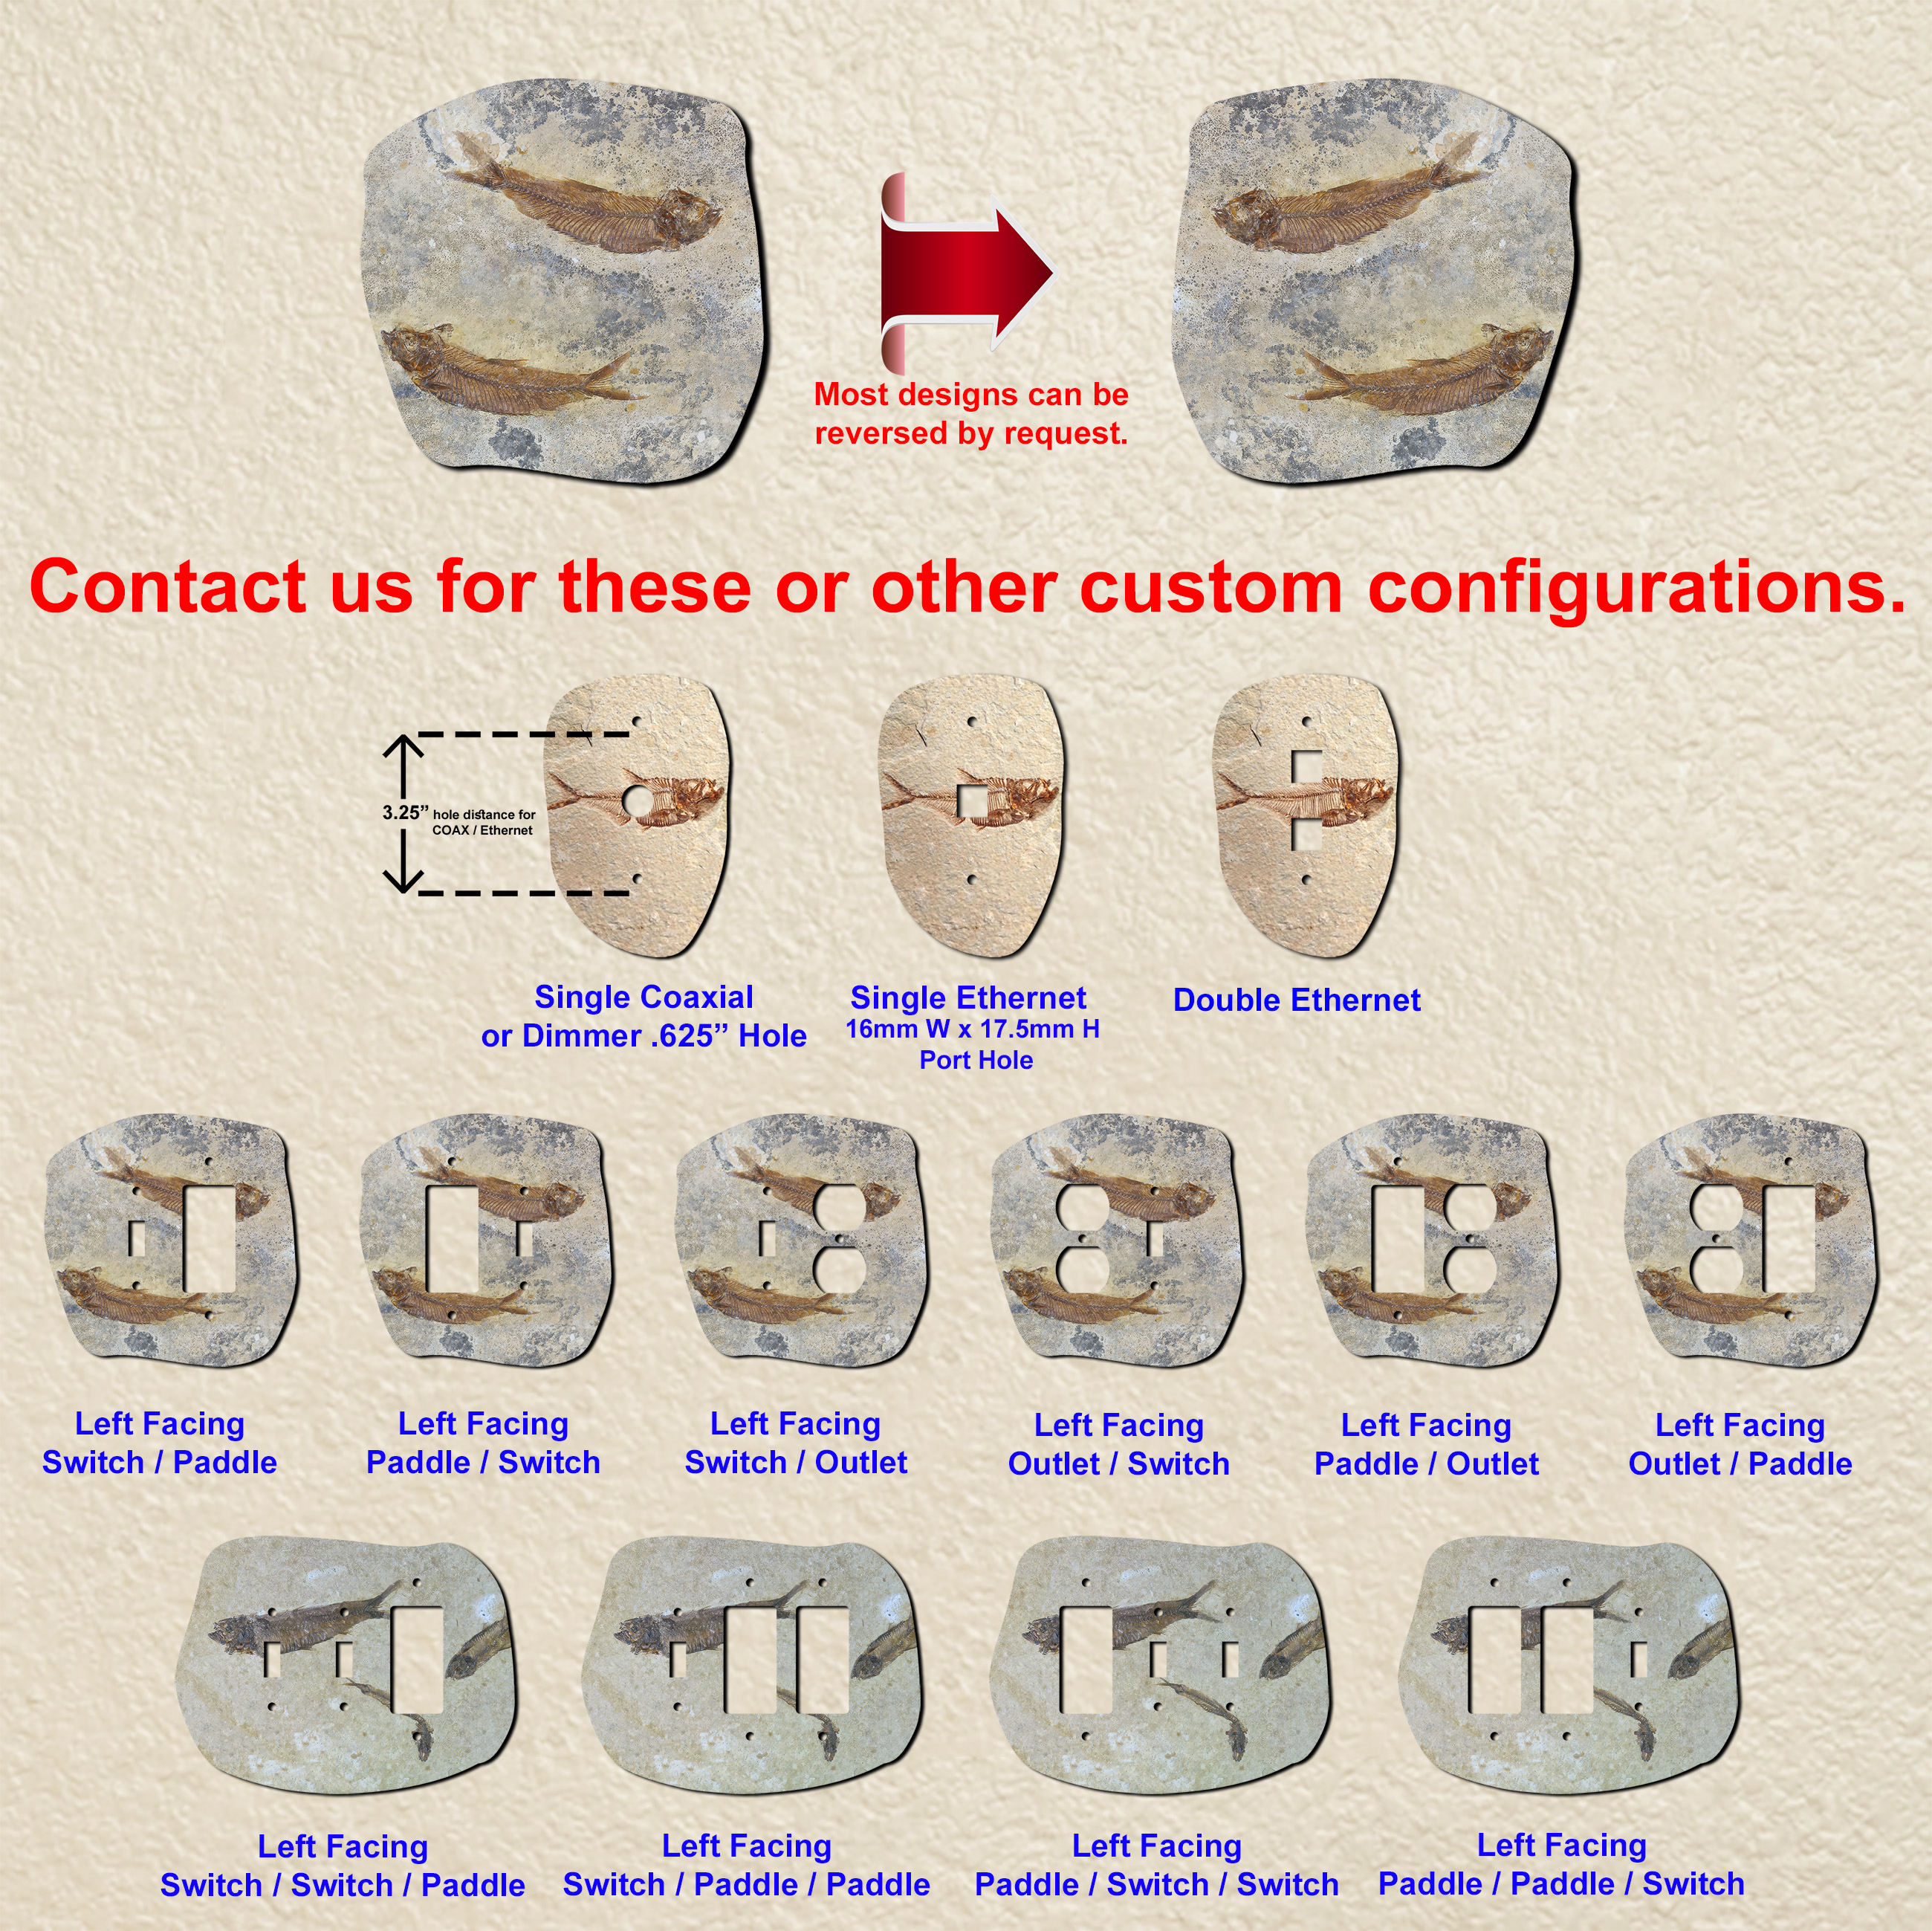 Most designs can be
reversed by request.
Contact us for these or other custom configurations.
3.25” hole distance for
COAX / Ethernet
Single Coaxial
or Dimmer .625” Hole
Single Ethernet
16mm W x 17.5mm H
Port Hole
Double Ethernet
Left Facing
Switch / Paddle
Left Facing
Paddle / Switch
Left Facing
Switch / Outlet
Left Facing
Outlet / Switch
Left Facing
Paddle / Outlet
Left Facing
Outlet / Paddle
Left Facing
Switch / Switch / Paddle
Left Facing
Switch / Paddle / Paddle
Left Facing
Paddle / Switch / Switch
Left Facing
Paddle / Paddle / Switch